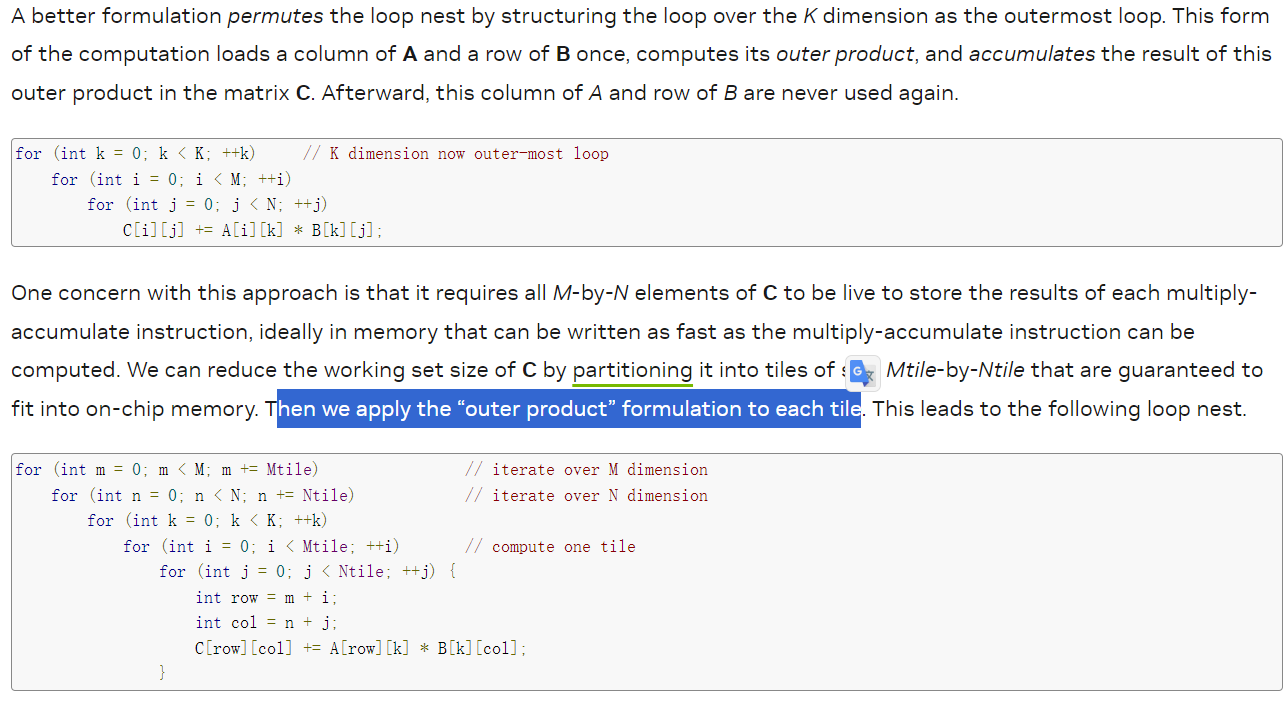 A better formulation permutes the loop nest by structuring the loop over the K dimension as the outermost loop. This form
of the computation loads a column of A and a row of B once, computes its outer product, and accumulates the result of this
outer product in the matrix C. Afterward, this column of A and row of B are never used again.
for (int k = 0; k < K; ++k)     // K dimension now outer-most loop
    for (int i = 0; i < M; ++i)
        for (int j = 0; j < N; ++j)
            C[i][j] += A[i][k] * B[k][j];
One concern with this approach is that it requires all M-by-N elements of C to be live to store the results of each multiply-
accumulate instruction, ideally in memory that can be written as fast as the multiply-accumulate instruction can be
computed. We can reduce the working set size of C by partitioning it into tiles of Mtile-by-Ntile that are guaranteed to
fit into on-chip memory. Then we apply the “outer product” formulation to each tile. This leads to the following loop nest.
for (int m = 0; m < M; m += Mtile)                // iterate over M dimension
    for (int n = 0; n < N; n += Ntile)            // iterate over N dimension
        for (int k = 0; k < K; ++k)
            for (int i = 0; i < Mtile; ++i)       // compute one tile
                for (int j = 0; j < Ntile; ++j) {
                    int row = m + i;
                    int col = n + j;
                    C[row][col] += A[row][k] * B[k][col];
                }